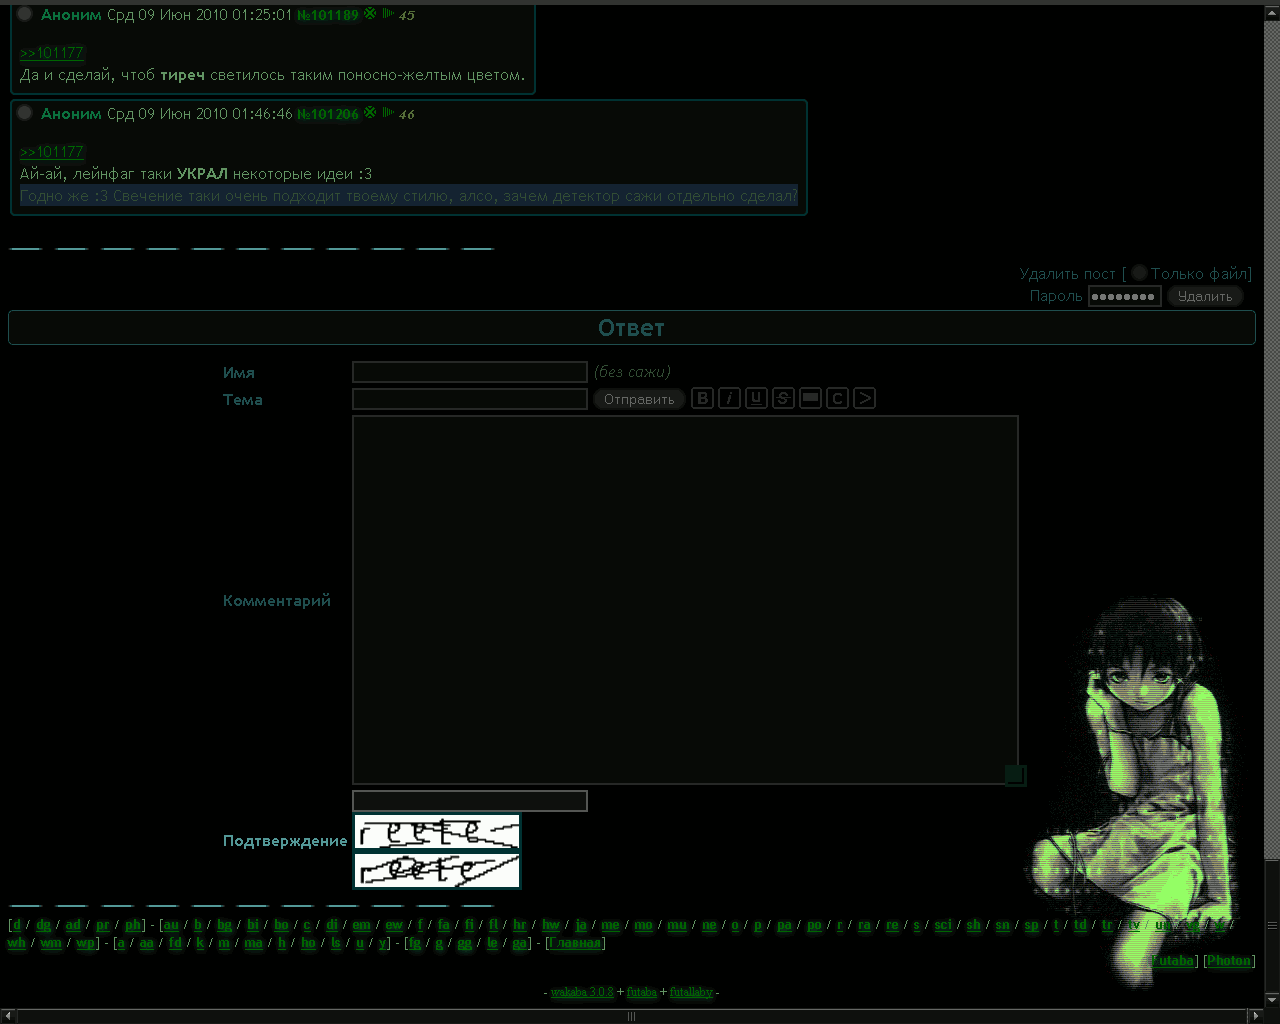 Аноним Срд 09 Июн 2010 01:25:01 №101189 45
>>101177
Да и сделай, чтоб тиреч светилось таким поносно-желтым цветом.
Аноним Срд 09 Июн 2010 01:46:46 №101206 46
>>101177
Ай-ай, лейнфаг таки УКРАЛ некоторые идеи :3
Годно же :3 Свечение таки очень подходит твоему стилю, алсо, зачем детектор сажи отдельно сделал?
Удалить пост [ Только файл]
Пароль Удалить
Ответ
Имя (без сажи)
Тема Отправить B i U S C >
Комментарий
Подтверждение
reete
reete
[d / dg / ad / pr / ph] - [au / b / bg / bi / bo / c / di / em / ew / f / fa / fi / fl / hr / hw / ja / me / mo / mu / ne / o / p / pa / po / r / ra / re / s / sci / sh / sn / sp / t / td / tr / tv /
wh / wm / wp] - [a / aa / fd / k / m / ma / h / ho / ls / u / y] - [fg / g / gg / le / ga] - [Главная]
Futaba] [Photon]
- wakaba 3.0.8 + futaba + futallaby -